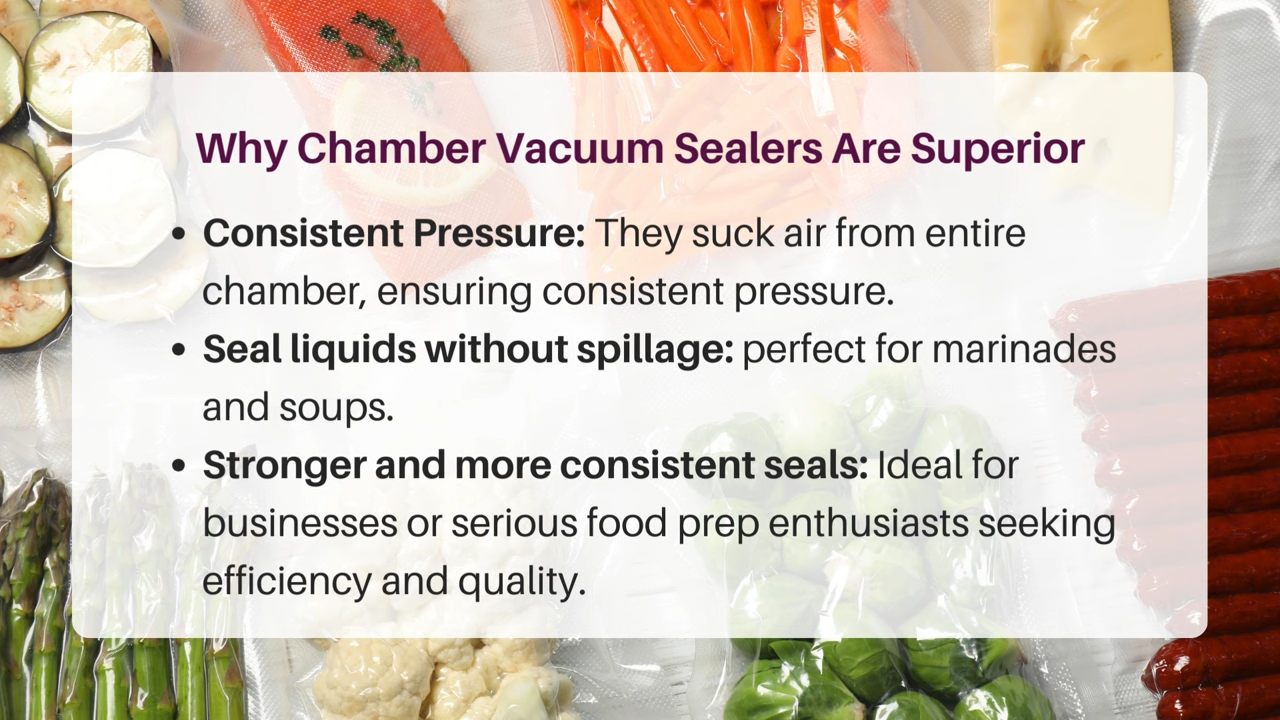 Why Chamber Vacuum Sealers Are Superior
• Consistent Pressure: They suck air from entire
chamber, ensuring consistent pressure.
• Seal liquids without spillage: perfect for marinades
and soups.
• Stronger and more consistent seals: Ideal for
businesses or serious food prep enthusiasts seeking
efficiency and quality.